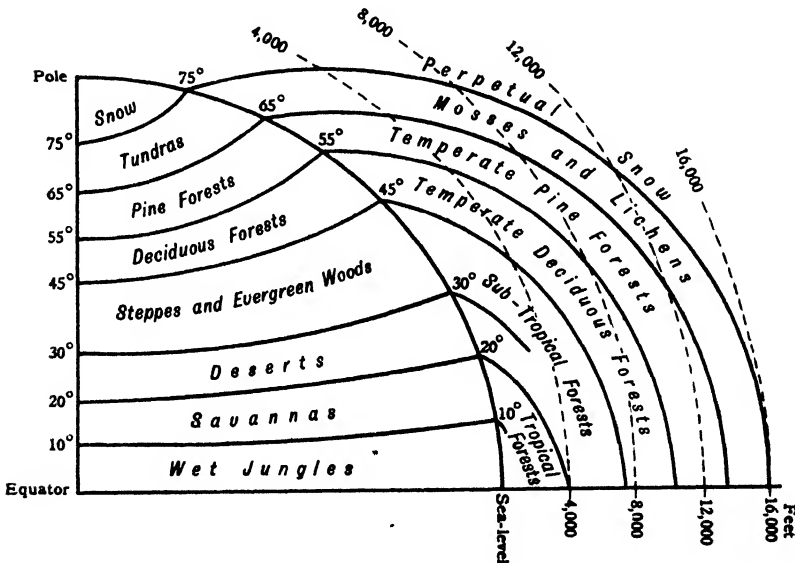 4,000
8,000
12,000
16,000
Pole
75°
65°
55°
45°
30°
20°
10°
Equator
75°
65°
55°
45°
30°
20°
10°
Snow
Tundras
Pine Forests
Deciduous Forests
Steppes and Evergreen Woods
Deserts
Savannas
Wet Jungles
Perpetual Snow
Mosses and Lichens
Temperate Pine Forests
Temperate Deciduous Forests
Sub-Tropical Forests
Tropical
Forests
Sea-level
4,000
8,000
12,000
16,000
Feet